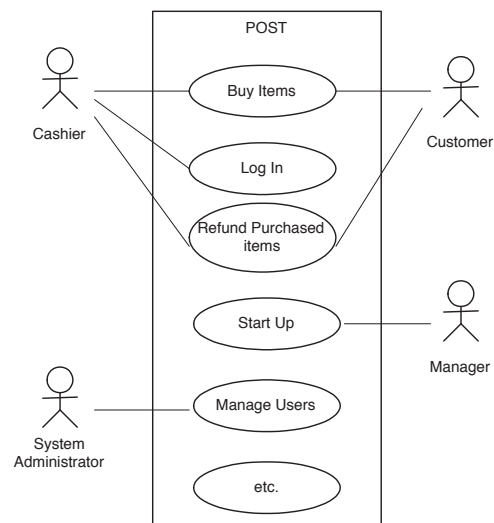 POST
Buy Items
Cashier
Customer
Log In
Refund Purchased
items
Start Up
Manager
Manage Users
System
Administrator
etc.